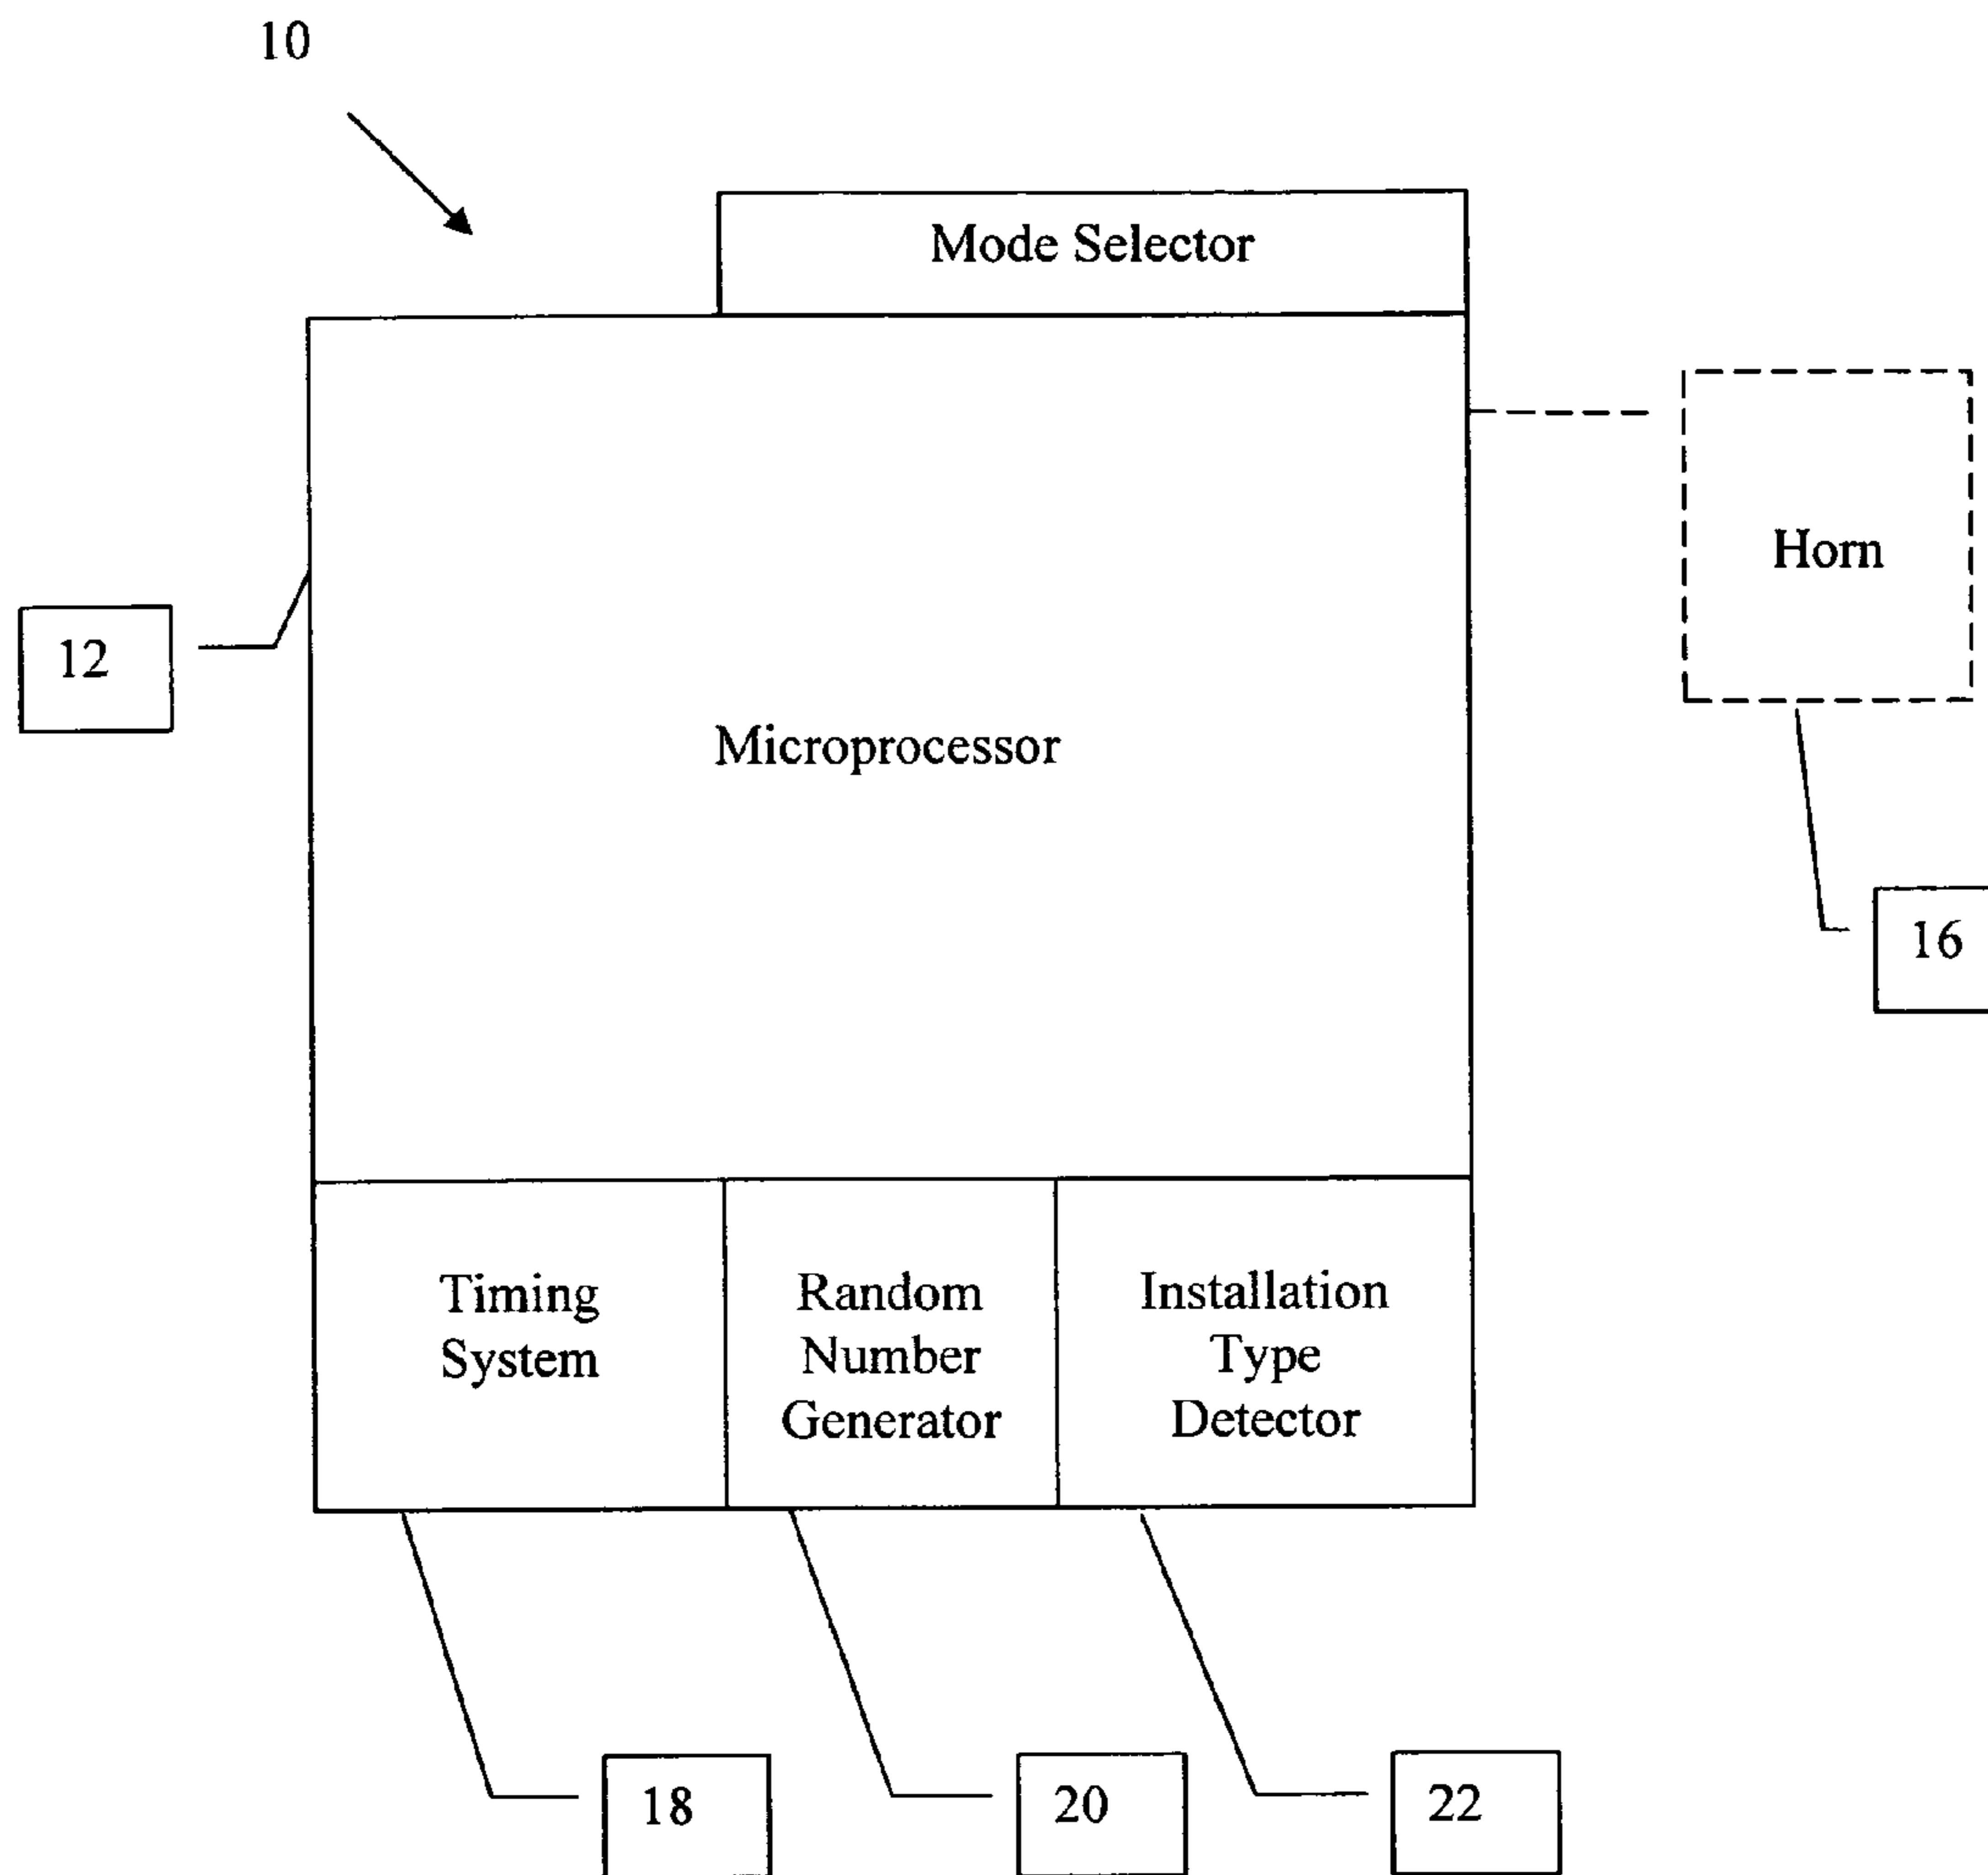 10
Mode Selector
Horn
12
Microprocessor
16
Timing
System
Random
Number
Generator
Installation
Type
Detector
18
20
22